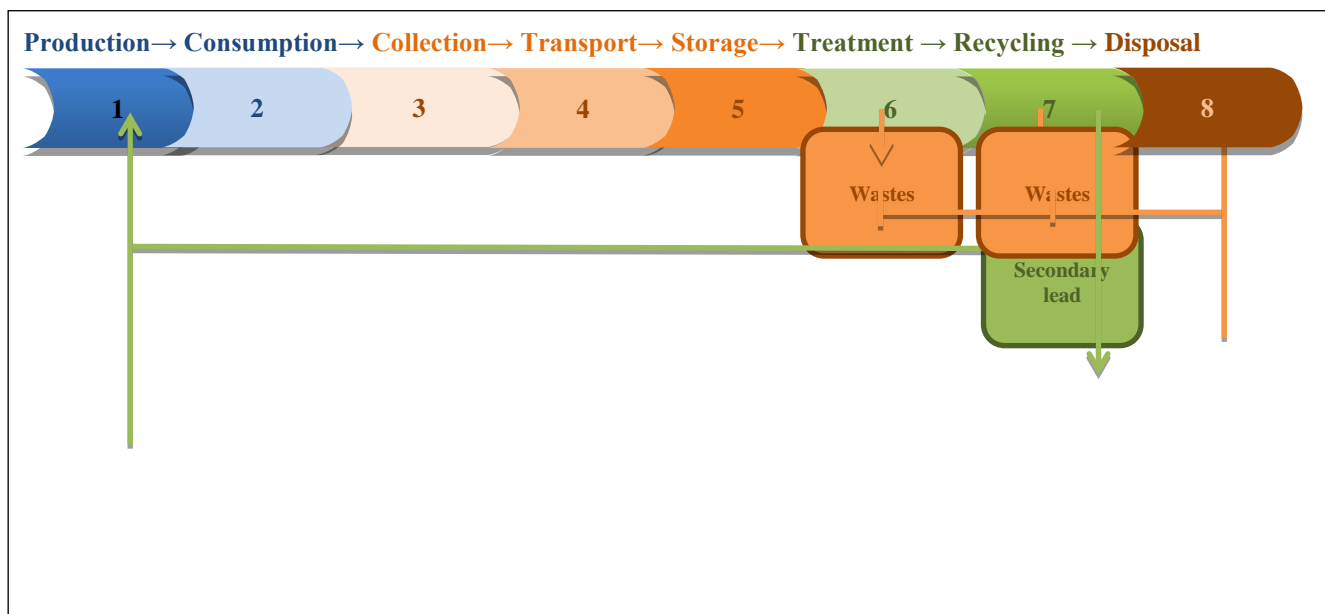 Production→ Consumption→ Collection→ Transport→ Storage→ Treatment → Recycling → Disposal
1 2 3 4 5 6 7 8
Wastes Wastes
Secondary
lead